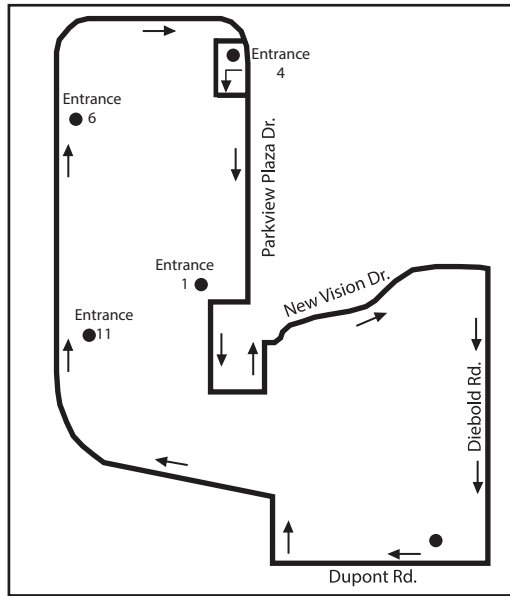 Entrance
4
Entrance
6
Parkview Plaza Dr.
Entrance
1
New Vision Dr.
Entrance
11
Diebold Rd.
Dupont Rd.